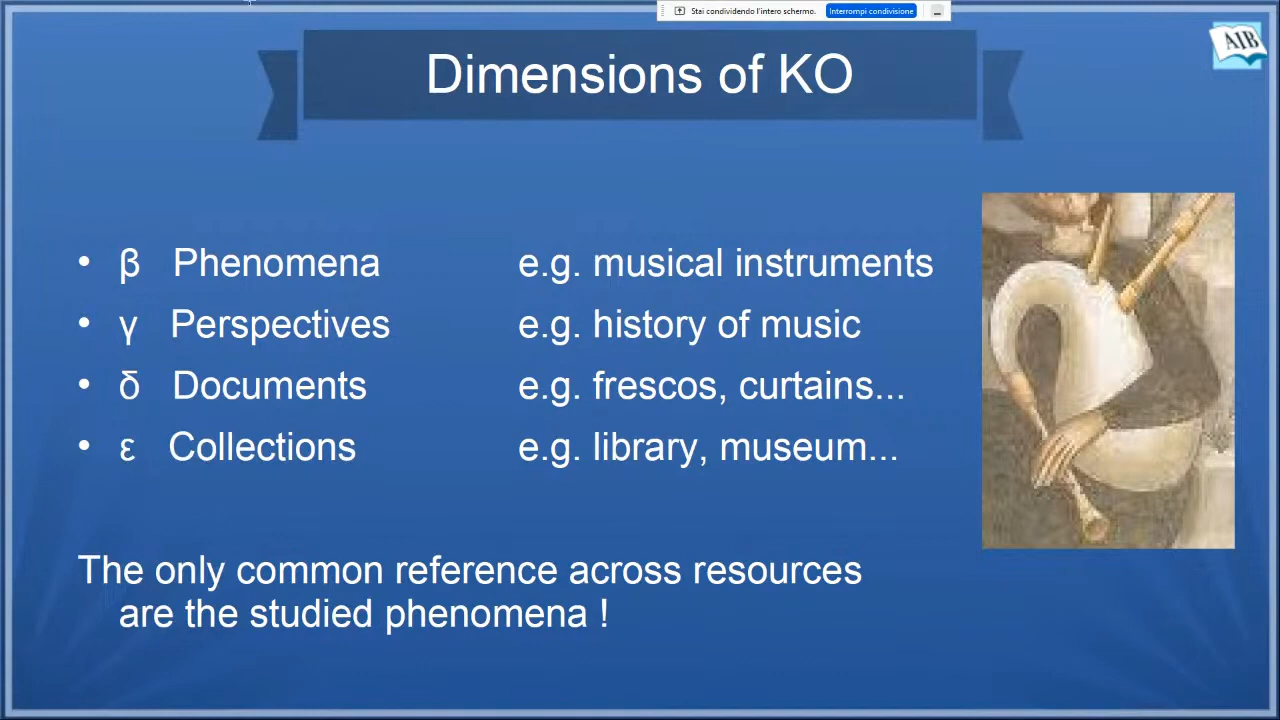 Stai condividendo l'intero schermo. Interrompi condivisione
AIB
Dimensions of KO
• β Phenomena e.g. musical instruments
• γ Perspectives e.g. history of music
• δ Documents e.g. frescos, curtains...
• ε Collections e.g. library, museum...
The only common reference across resources
are the studied phenomena !